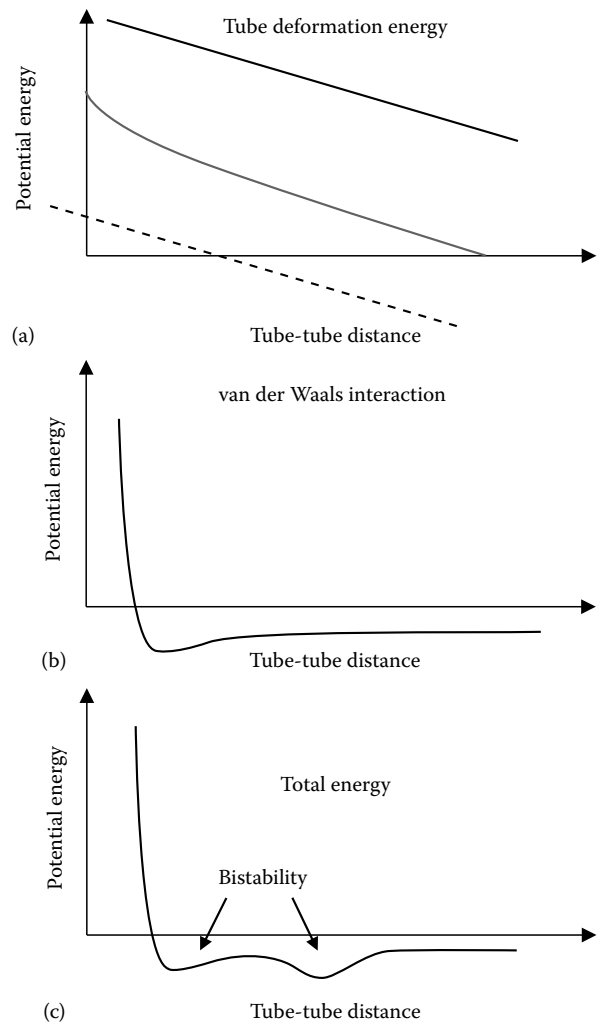 Tube deformation energy
Potential energy
(a)
Tube-tube distance
van der Waals interaction
Potential energy
(b)
Tube-tube distance
Total energy
Potential energy
Bistability
(c)
Tube-tube distance